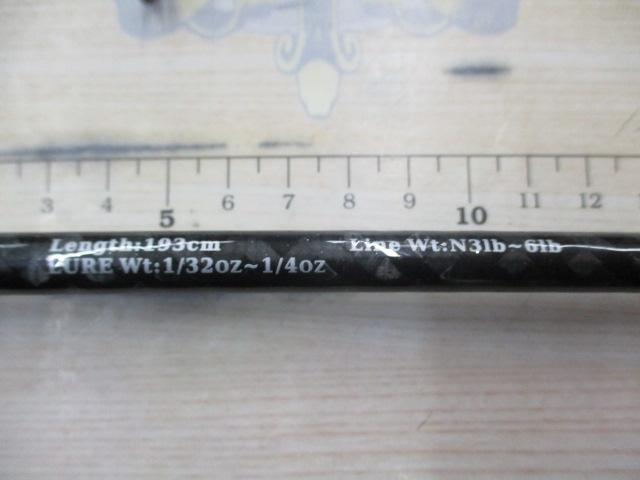 3 4 5 6 7 8 9 10 11 12
Length:193cm Line Wt:N3lb~6lb
LURE Wt:1/32oz~1/4oz